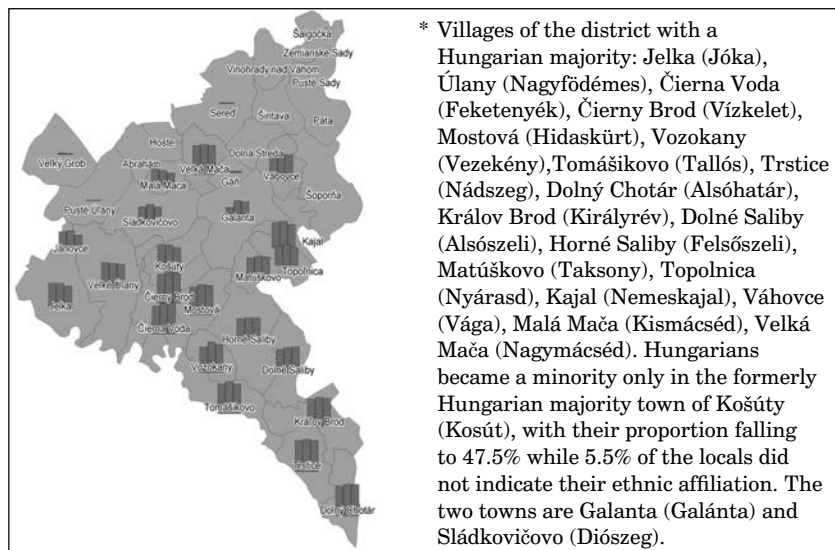 Šaigočka
Zemianske Sady
Vinohrady nad Váhom
Pusté Sady
Sereď
Šintava
Pata
Hoste
Veľký Grob
Abrahám
Veľká Mača
Dolná Streda
Gáň
Váhovce
Malá Mača
Šoporňa
Pusté Úľany
Sládkovičovo
Galanta
Kajal
Jánovce
Košúty
Matúškovo
Topoľnica
Veľké Úľany
Jelka
Čierny Brod
Mostová
Čierna Voda
Horné Saliby
Vozokany
Dolné Saliby
Tomášikovo
Kráľov Brod
Trstice
Dolný Chotár
* Villages of the district with a
Hungarian majority: Jelka (Jóka),
Úlany (Nagyfödémes), Čierna Voda
(Feketenyék), Čierny Brod (Vízkelet),
Mostová (Hidaskürt), Vozokany
(Vezekény),Tomášikovo (Tallós), Trstice
(Nádszeg), Dolný Chotár (Alsóhatár),
Králov Brod (Királyrév), Dolné Saliby
(Alsószeli), Horné Saliby (Felsőszeli),
Matúškovo (Taksony), Topolnica
(Nyárasd), Kajal (Nemeskajal), Váhovce
(Vága), Malá Mača (Kismácséd), Velká
Mača (Nagymácséd). Hungarians
became a minority only in the formerly
Hungarian majority town of Košúty
(Kosút), with their proportion falling
to 47.5% while 5.5% of the locals did
not indicate their ethnic affiliation. The
two towns are Galanta (Galánta) and
Sládkovičovo (Diószeg).